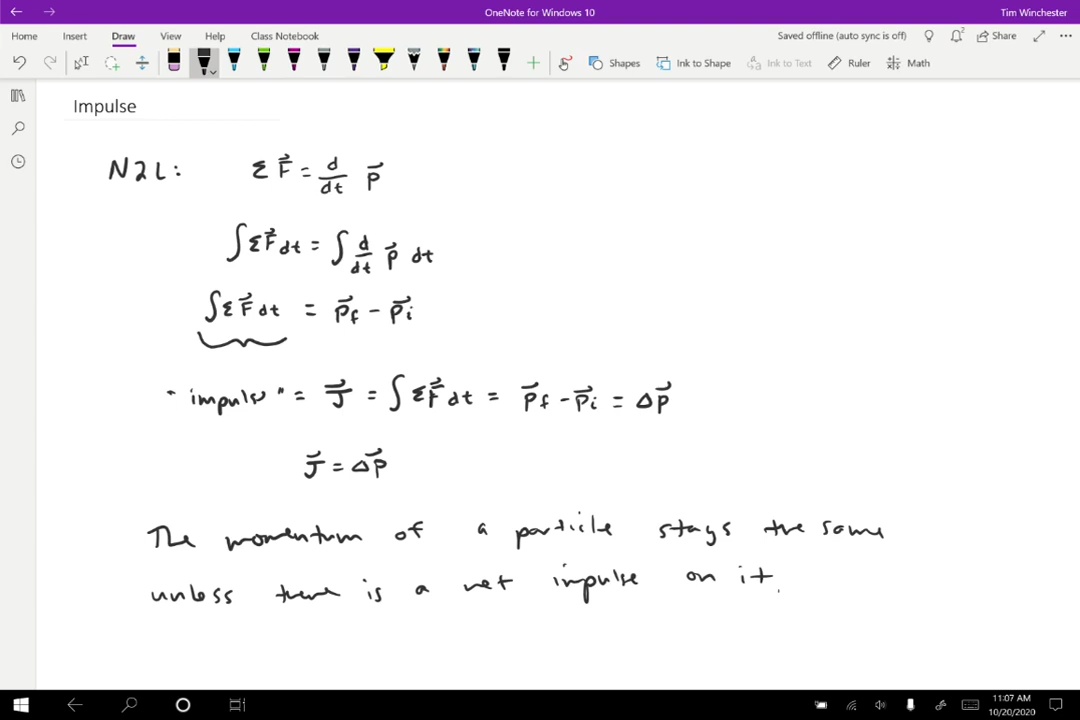 OneNote for Windows 10
Tim Winchester
Home Insert Draw View Help Class Notebook Saved offline (auto sync is off) 2 Share
Shapes Ink to Shape Ink to Text Ruler Math
Impulse
N2L: Σ F⃗ = d/dt p⃗
∫ΣF⃗ dt = ∫ d/dt p⃗ dt
∫ΣF⃗ dt = p⃗f - p⃗i
"impulse" = J⃗ = ∫ ΣF⃗ dt = p⃗f - p⃗i = Δp⃗
J⃗ = Δp⃗
The momentum of a particle stays the same
unless there is a net impulse on it.
11:07 AM
10/20/2020